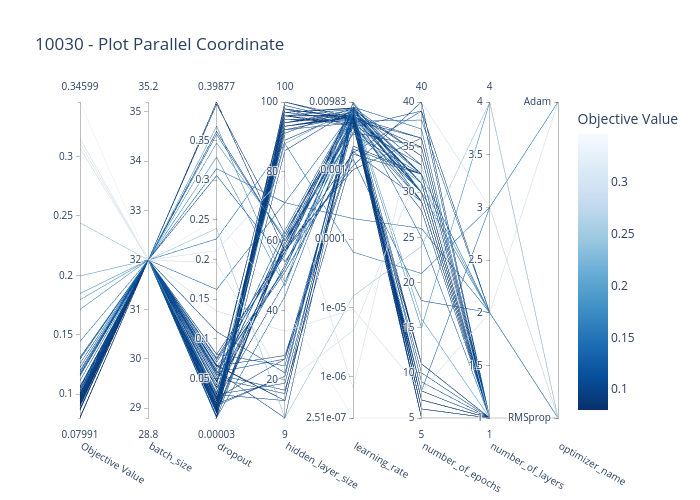 10030 - Plot Parallel Coordinate
0.34599 35.2 0.39877 100 0.00983 40 4
Objective Value
0.3
0.25
0.2
0.15
0.1
35
34
33
32
31
30
29
0.35
0.3
0.25
0.2
0.15
0.1
0.05
100
80
60
40
20
0.001
0.0001
1e-05
1e-06
2.51e-07
40
35
30
25
20
15
10
5
4
3.5
3
2.5
2
1.5
1
Adam
RMSprop
0.07991 28.8 0.00003 9 5 1
Objective Value
batch_size
dropout
hidden_layer_size
learning_rate
number_of_epochs
number_of_layers
optimizer_name
0.3
0.25
0.2
0.15
0.1